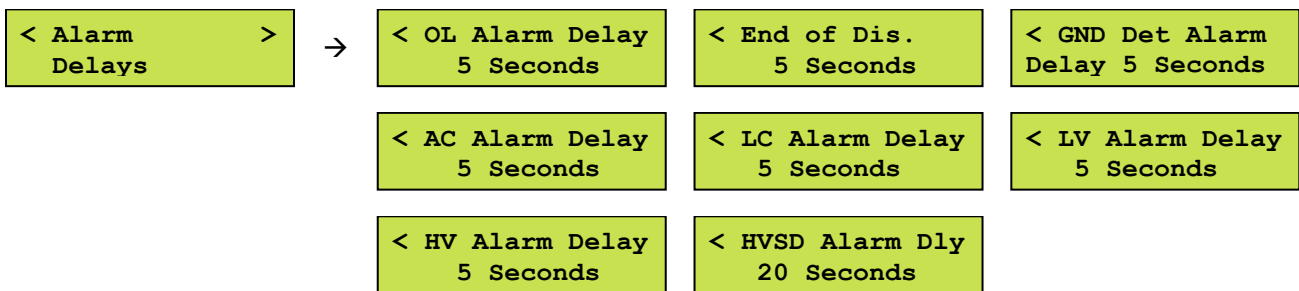 < Alarm >
Delays
→
< OL Alarm Delay
5 Seconds
< End of Dis.
5 Seconds
< GND Det Alarm
Delay 5 Seconds
< AC Alarm Delay
5 Seconds
< LC Alarm Delay
5 Seconds
< LV Alarm Delay
5 Seconds
< HV Alarm Delay
5 Seconds
< HVSD Alarm Dly
20 Seconds